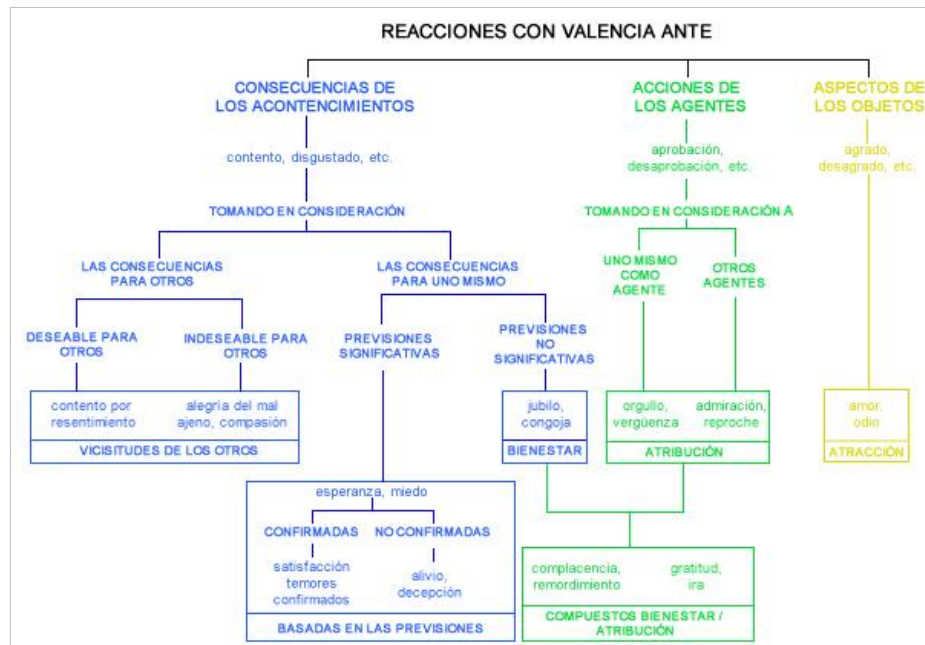 REACCIONES CON VALENCIA ANTE
CONSECUENCIAS DE
LOS ACONTENCIMIENTOS
contento, disgustado, etc.
TOMANDO EN CONSIDERACIÓN
LAS CONSECUENCIAS
PARA OTROS
LAS CONSECUENCIAS
PARA UNO MISMO
DESEABLE PARA
OTROS
INDESEABLE PARA
OTROS
PREVISIONES
SIGNIFICATIVAS
PREVISIONES
NO
SIGNIFICATIVAS
contento por
resentimiento
alegría del mal
ajeno, compasión
VICISITUDES DE LOS OTROS
jubilo,
congoja
BIENESTAR
esperanza, miedo
CONFIRMADAS
NO CONFIRMADAS
satisfacción
temores
confirmados
alivio,
decepción
BASADAS EN LAS PREVISIONES
ACCIONES DE
LOS AGENTES
aprobación,
desaprobación, etc.
TOMANDO EN CONSIDERACIÓN A
UNO MISMO
COMO
AGENTE
OTROS
AGENTES
orgullo,
vergüenza
admiración,
reproche
ATRIBUCIÓN
complacencia,
remordimiento
gratitud,
ira
COMPUESTOS BIENESTAR /
ATRIBUCIÓN
ASPECTOS DE
LOS OBJETOS
agrado,
desagrado, etc.
amor,
odio
ATRACCIÓN